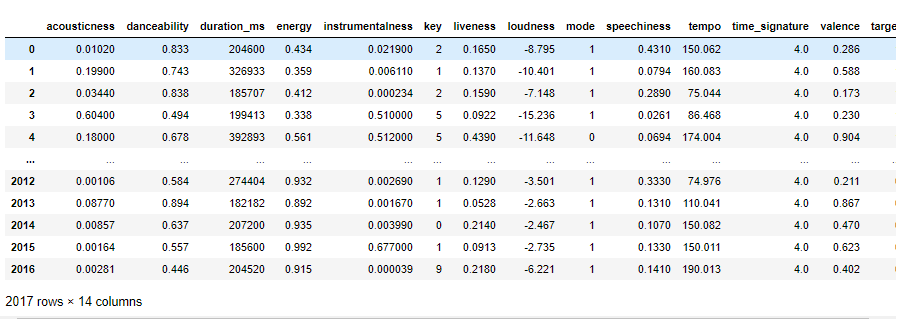 acousticness danceability duration_ms energy instrumentalness key liveness loudness mode speechiness tempo time_signature valence targe
0 0.01020 0.833 204600 0.434 0.021900 2 0.1650 -8.795 1 0.4310 150.062 4.0 0.286
1 0.19900 0.743 326933 0.359 0.006110 1 0.1370 -10.401 1 0.0794 160.083 4.0 0.588
2 0.03440 0.838 185707 0.412 0.000234 2 0.1590 -7.148 1 0.2890 75.044 4.0 0.173
3 0.60400 0.494 199413 0.338 0.510000 5 0.0922 -15.236 1 0.0261 86.468 4.0 0.230
4 0.18000 0.678 392893 0.561 0.512000 5 0.4390 -11.648 0 0.0694 174.004 4.0 0.904
... ... ... ... ... ... ... ... ... ... ... ... ... ...
2012 0.00106 0.584 274404 0.932 0.002690 1 0.1290 -3.501 1 0.3330 74.976 4.0 0.211
2013 0.08770 0.894 182182 0.892 0.001670 1 0.0528 -2.663 1 0.1310 110.041 4.0 0.867
2014 0.00857 0.637 207200 0.935 0.003990 0 0.2140 -2.467 1 0.1070 150.082 4.0 0.470
2015 0.00164 0.557 185600 0.992 0.677000 1 0.0913 -2.735 1 0.1330 150.011 4.0 0.623
2016 0.00281 0.446 204520 0.915 0.000039 9 0.2180 -6.221 1 0.1410 190.013 4.0 0.402
2017 rows × 14 columns